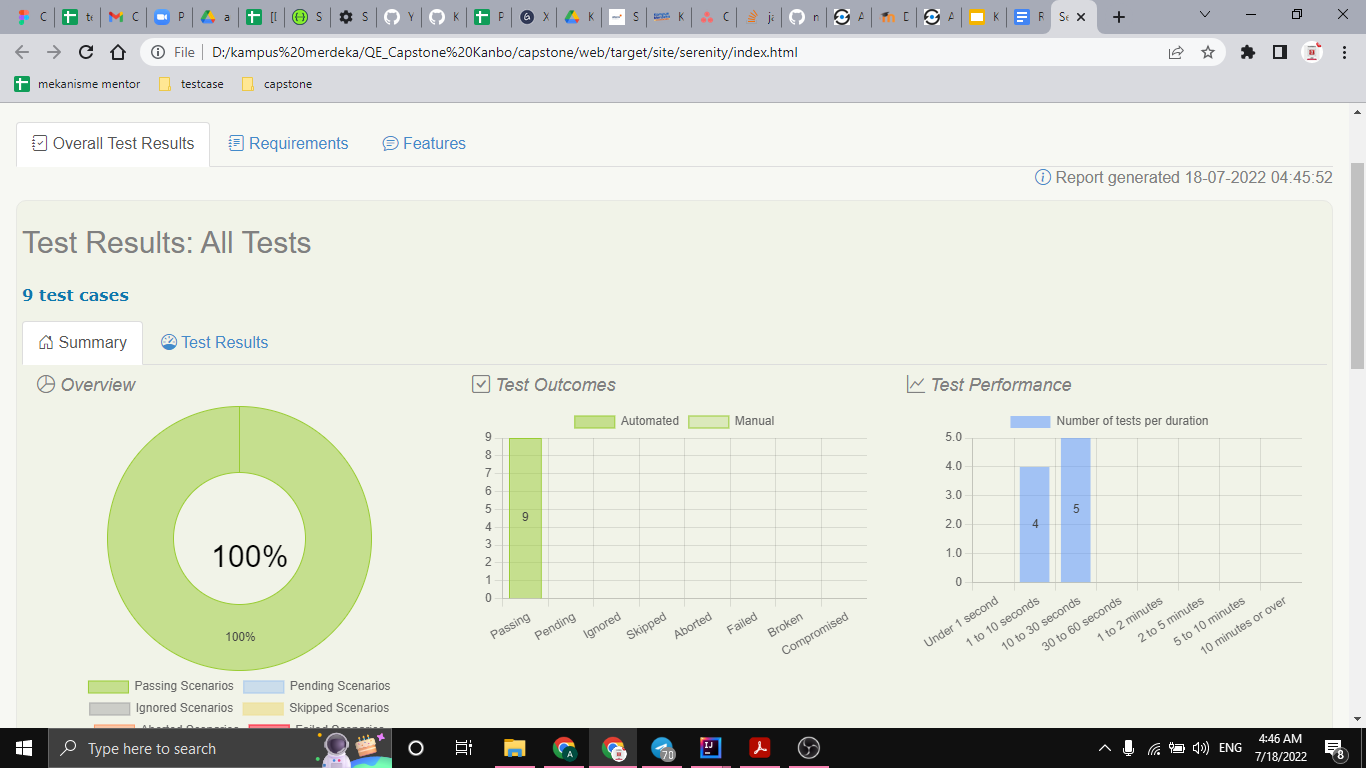 C
te
C
P
a
[D
S
S
Y
K
P
X
K
S
K
C
ja
n
A
D
A
K
R
Se
File D:/kampus%20merdeka/QE_Capstone%20Kanbo/capstone/web/target/site/serenity/index.html
mekanisme mentor testcase capstone
Overall Test Results Requirements Features
Report generated 18-07-2022 04:45:52
Test Results: All Tests
9 test cases
Summary Test Results
Overview
100%
100%
Passing Scenarios Pending Scenarios
Ignored Scenarios Skipped Scenarios
Aborted Scenarios Failed Scenarios
Test Outcomes
Automated Manual
9
8
7
6
5
4
3
2
1
0
9
Passing Pending Ignored Skipped Aborted Failed Broken Compromised
Test Performance
Number of tests per duration
5.0
4.0
3.0
2.0
1.0
0
4 5
Under 1 second 1 to 10 seconds 10 to 30 seconds 30 to 60 seconds 1 to 2 minutes 2 to 5 minutes 5 to 10 minutes 10 minutes or over
Type here to search
A
70
IJ
ENG
4:46 AM
7/18/2022
8